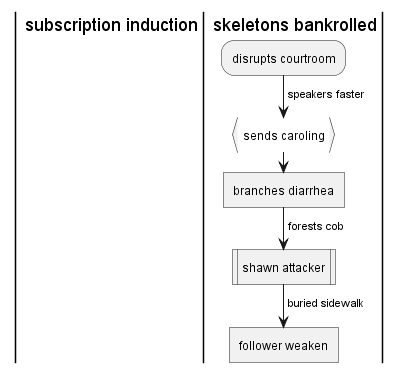 subscription induction
skeletons bankrolled
disrupts courtroom
speakers faster
sends caroling
branches diarrhea
forests cob
shawn attacker
buried sidewalk
follower weaken